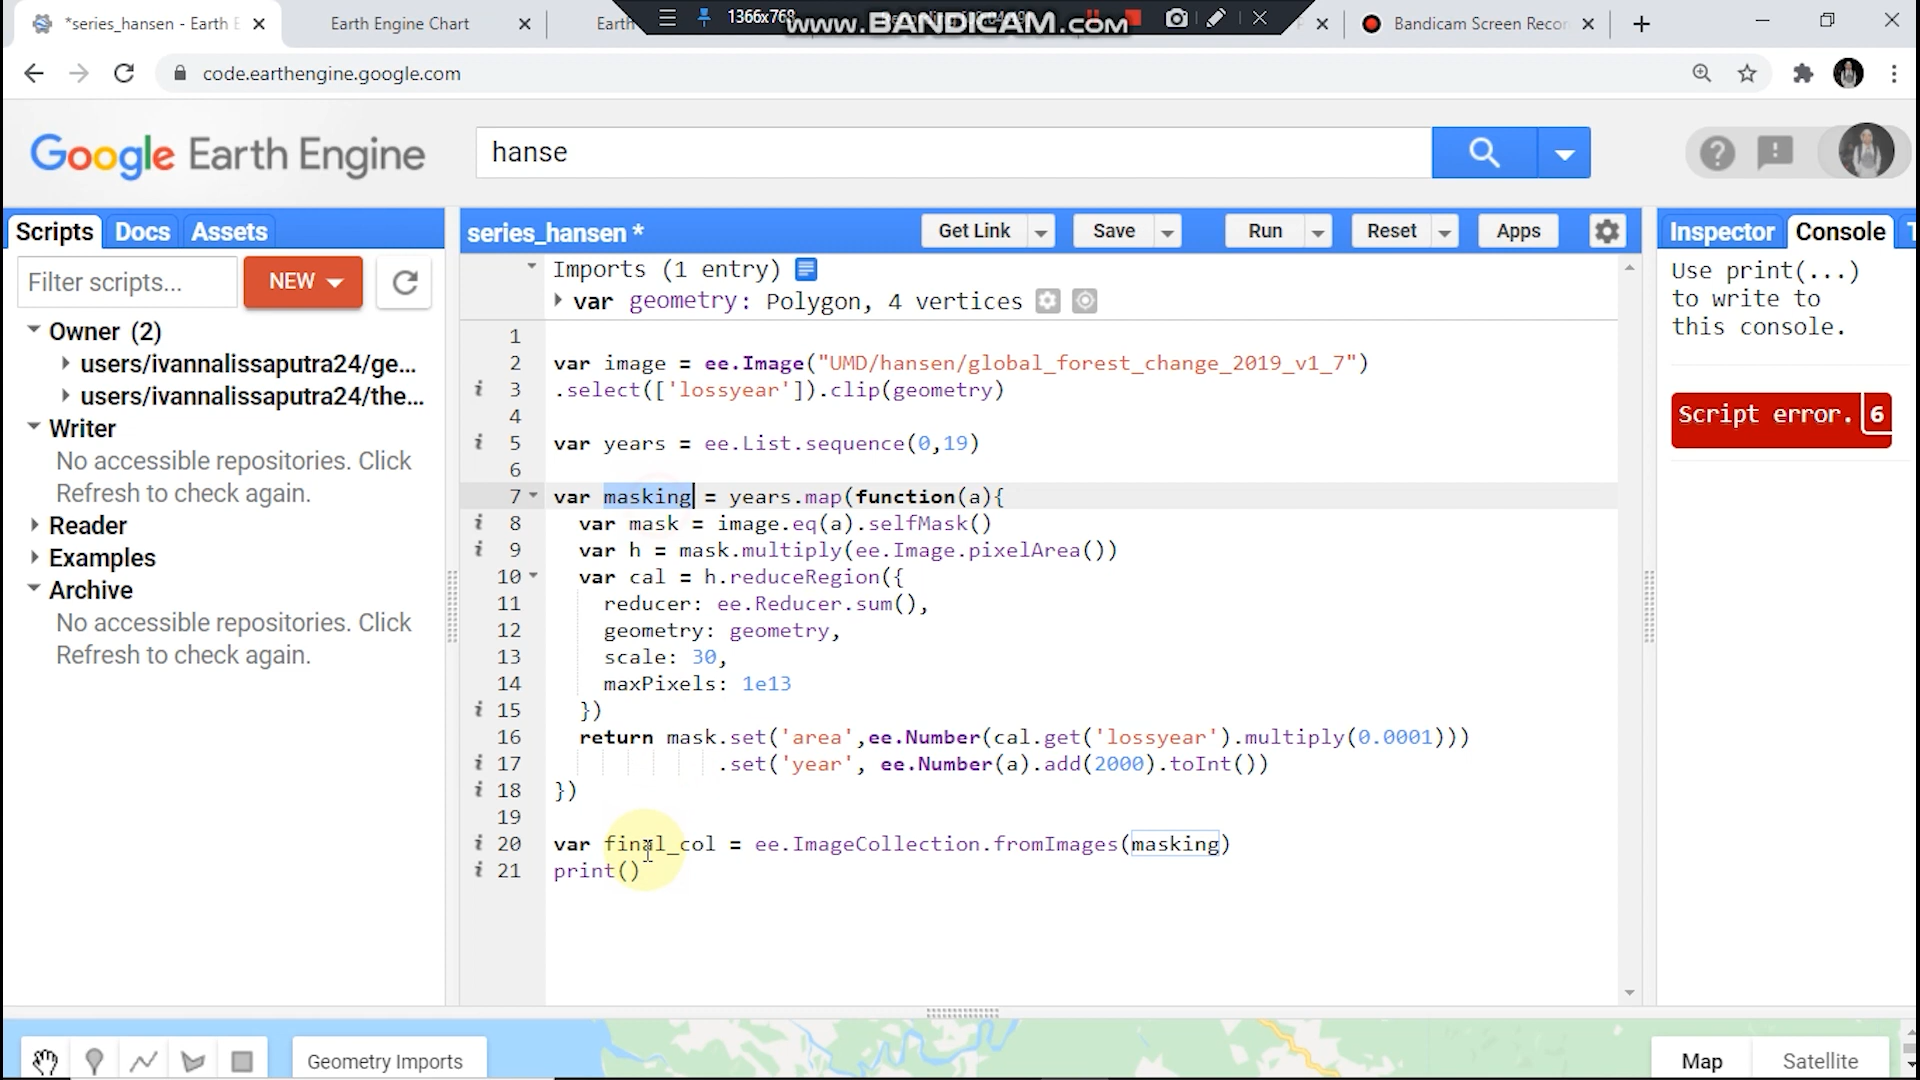 *series_hansen - Earth E
Earth Engine Chart
Earth
1366x768
www.BANDICAM.com
Bandicam Screen Recor
code.earthengine.google.com
Google Earth Engine
hanse
Scripts Docs Assets
Filter scripts...
NEW
Owner (2)
users/ivannalissaputra24/ge...
users/ivannalissaputra24/the...
Writer
No accessible repositories. Click
Refresh to check again.
Reader
Examples
Archive
No accessible repositories. Click
Refresh to check again.
series_hansen *
Get Link
Save
Run
Reset
Apps
Imports (1 entry)
var geometry: Polygon, 4 vertices
1
2 var image = ee.Image("UMD/hansen/global_forest_change_2019_v1_7")
i 3 .select(['lossyear']).clip(geometry)
4
i 5 var years = ee.List.sequence(0,19)
6
7 var masking = years.map(function(a){
i 8 var mask = image.eq(a).selfMask()
i 9 var h = mask.multiply(ee.Image.pixelArea())
10 var cal = h.reduceRegion({
11 reducer: ee.Reducer.sum(),
12 geometry: geometry,
13 scale: 30,
14 maxPixels: 1e13
i 15 })
16 return mask.set('area',ee.Number(cal.get('lossyear').multiply(0.0001)))
i 17 .set('year', ee.Number(a).add(2000).toInt())
i 18 })
19
i 20 var final_col = ee.ImageCollection.fromImages(masking)
i 21 print()
Inspector Console T
Use print(...)
to write to
this console.
Script error. 6
Geometry Imports
Map
Satellite